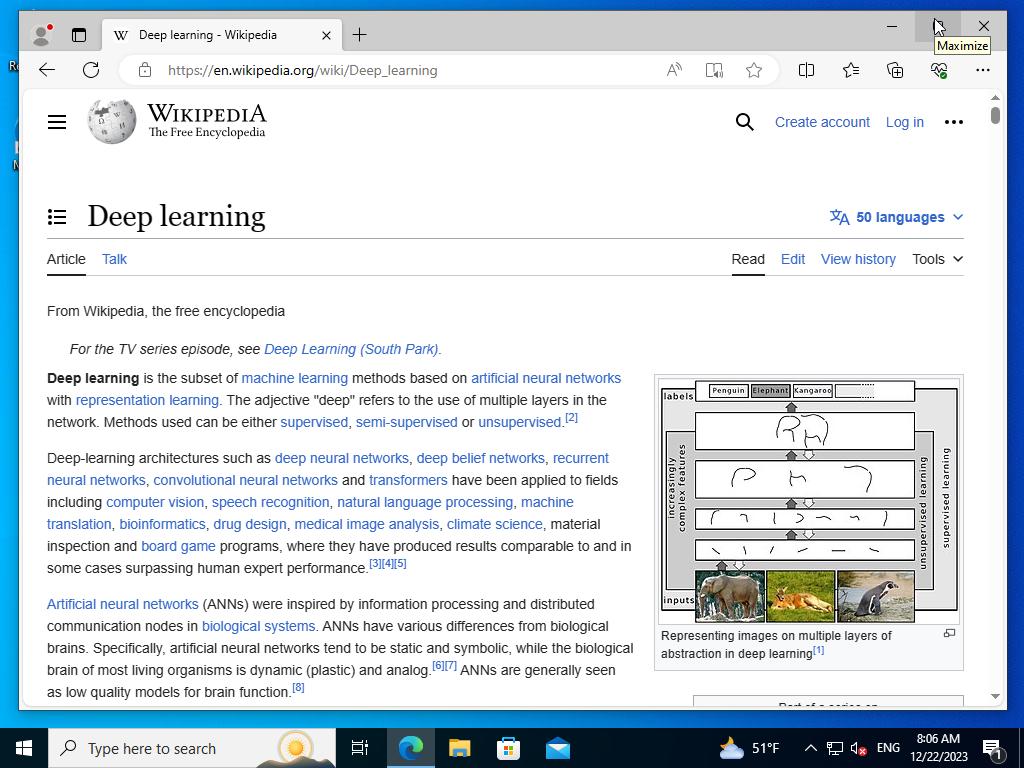 Deep learning - Wikipedia
Maximize
https://en.wikipedia.org/wiki/Deep_learning
WIKIPEDIA
The Free Encyclopedia
Create account
Log in
Deep learning
50 languages
Article
Talk
Read
Edit
View history
Tools
From Wikipedia, the free encyclopedia
For the TV series episode, see Deep Learning (South Park).
Deep learning is the subset of machine learning methods based on artificial neural networks
with representation learning. The adjective "deep" refers to the use of multiple layers in the
network. Methods used can be either supervised, semi-supervised or unsupervised.[2]
Deep-learning architectures such as deep neural networks, deep belief networks, recurrent
neural networks, convolutional neural networks and transformers have been applied to fields
including computer vision, speech recognition, natural language processing, machine
translation, bioinformatics, drug design, medical image analysis, climate science, material
inspection and board game programs, where they have produced results comparable to and in
some cases surpassing human expert performance.[3][4][5]
Artificial neural networks (ANNs) were inspired by information processing and distributed
communication nodes in biological systems. ANNs have various differences from biological
brains. Specifically, artificial neural networks tend to be static and symbolic, while the biological
brain of most living organisms is dynamic (plastic) and analog.[6][7] ANNs are generally seen
as low quality models for brain function.[8]
labels
Penguin
Elephant
Kangaroo
increasingly
complex features
unsupervised learning
supervised learning
inputs
Representing images on multiple layers of
abstraction in deep learning[1]
Part of a series on
Type here to search
51°F
ENG
8:06 AM
12/22/2023
1